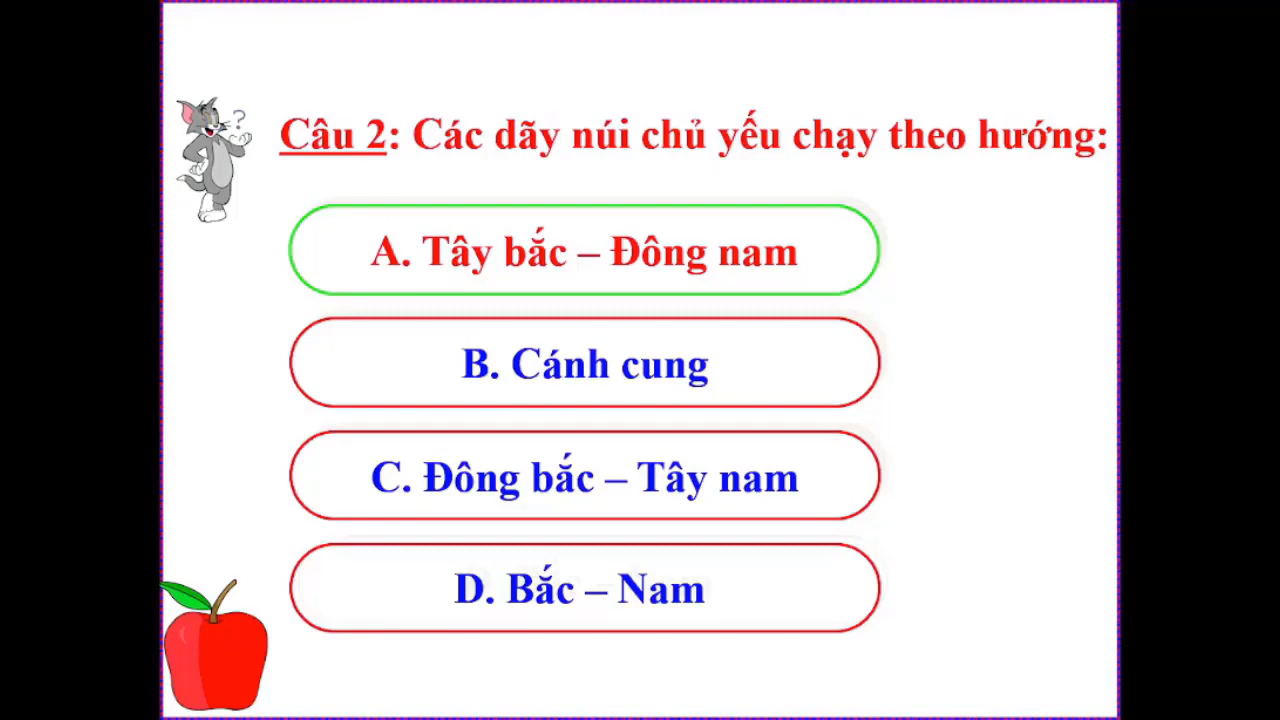 ?
Câu 2: Các dãy núi chủ yếu chạy theo hướng:
A. Tây bắc – Đông nam
B. Cánh cung
C. Đông bắc – Tây nam
D. Bắc – Nam